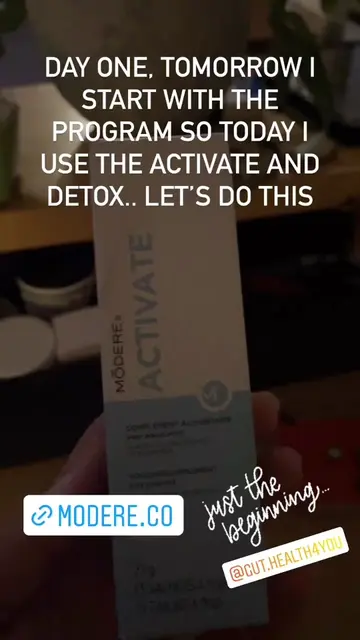 DAY ONE, TOMORROW I
START WITH THE
PROGRAM SO TODAY I
USE THE ACTIVATE AND
DETOX.. LET'S DO THIS
MODERE®
ACTIVATE
MODERE.CO
just the
beginning...
@GUT.HEALTH4YOU